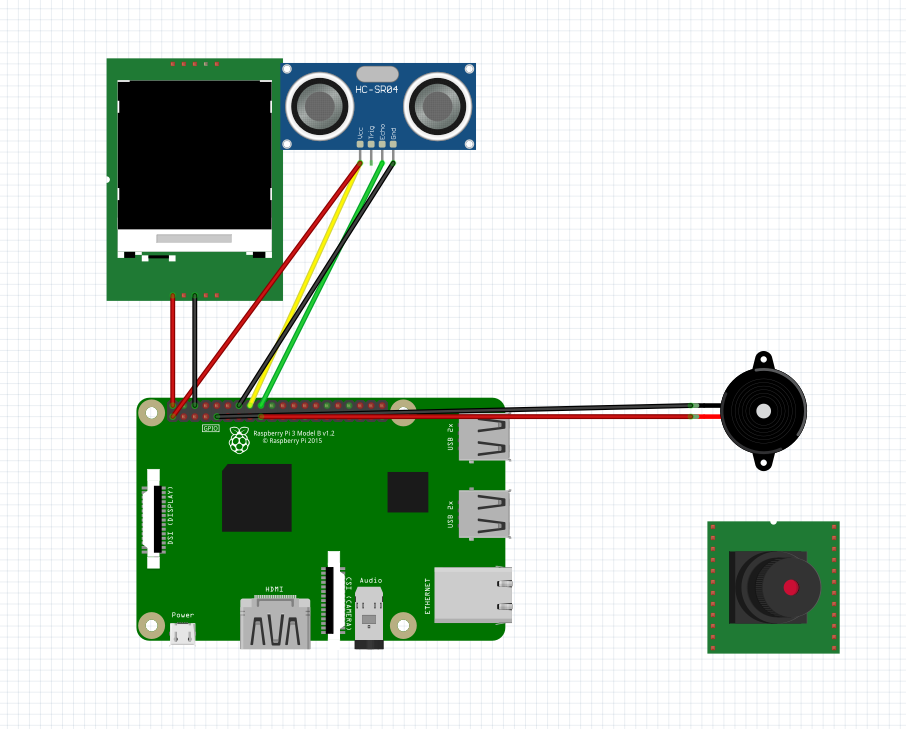 HC-SR04
Vcc
Trig
Echo
Gnd
GPIO
Raspberry Pi 3 Model B v1.2
© Raspberry Pi 2015
USB 2x
USB 2x
DSI (DISPLAY)
ETHERNET
CSI (CAMERA)
Audio
HDMI
Power